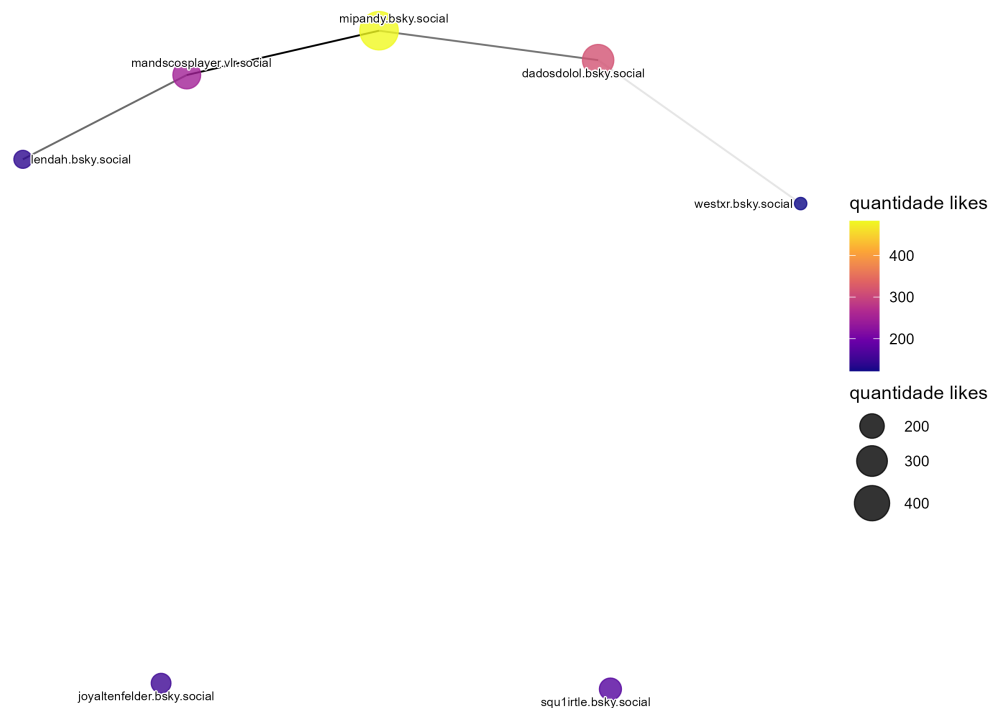 mipandy.bsky.social
mandscosplayer.vlr.social
dadosdolol.bsky.social
lendah.bsky.social
westxr.bsky.social
quantidade likes
400
300
200
quantidade likes
200
300
400
joyaltenfelder.bsky.social
squ1irtle.bsky.social